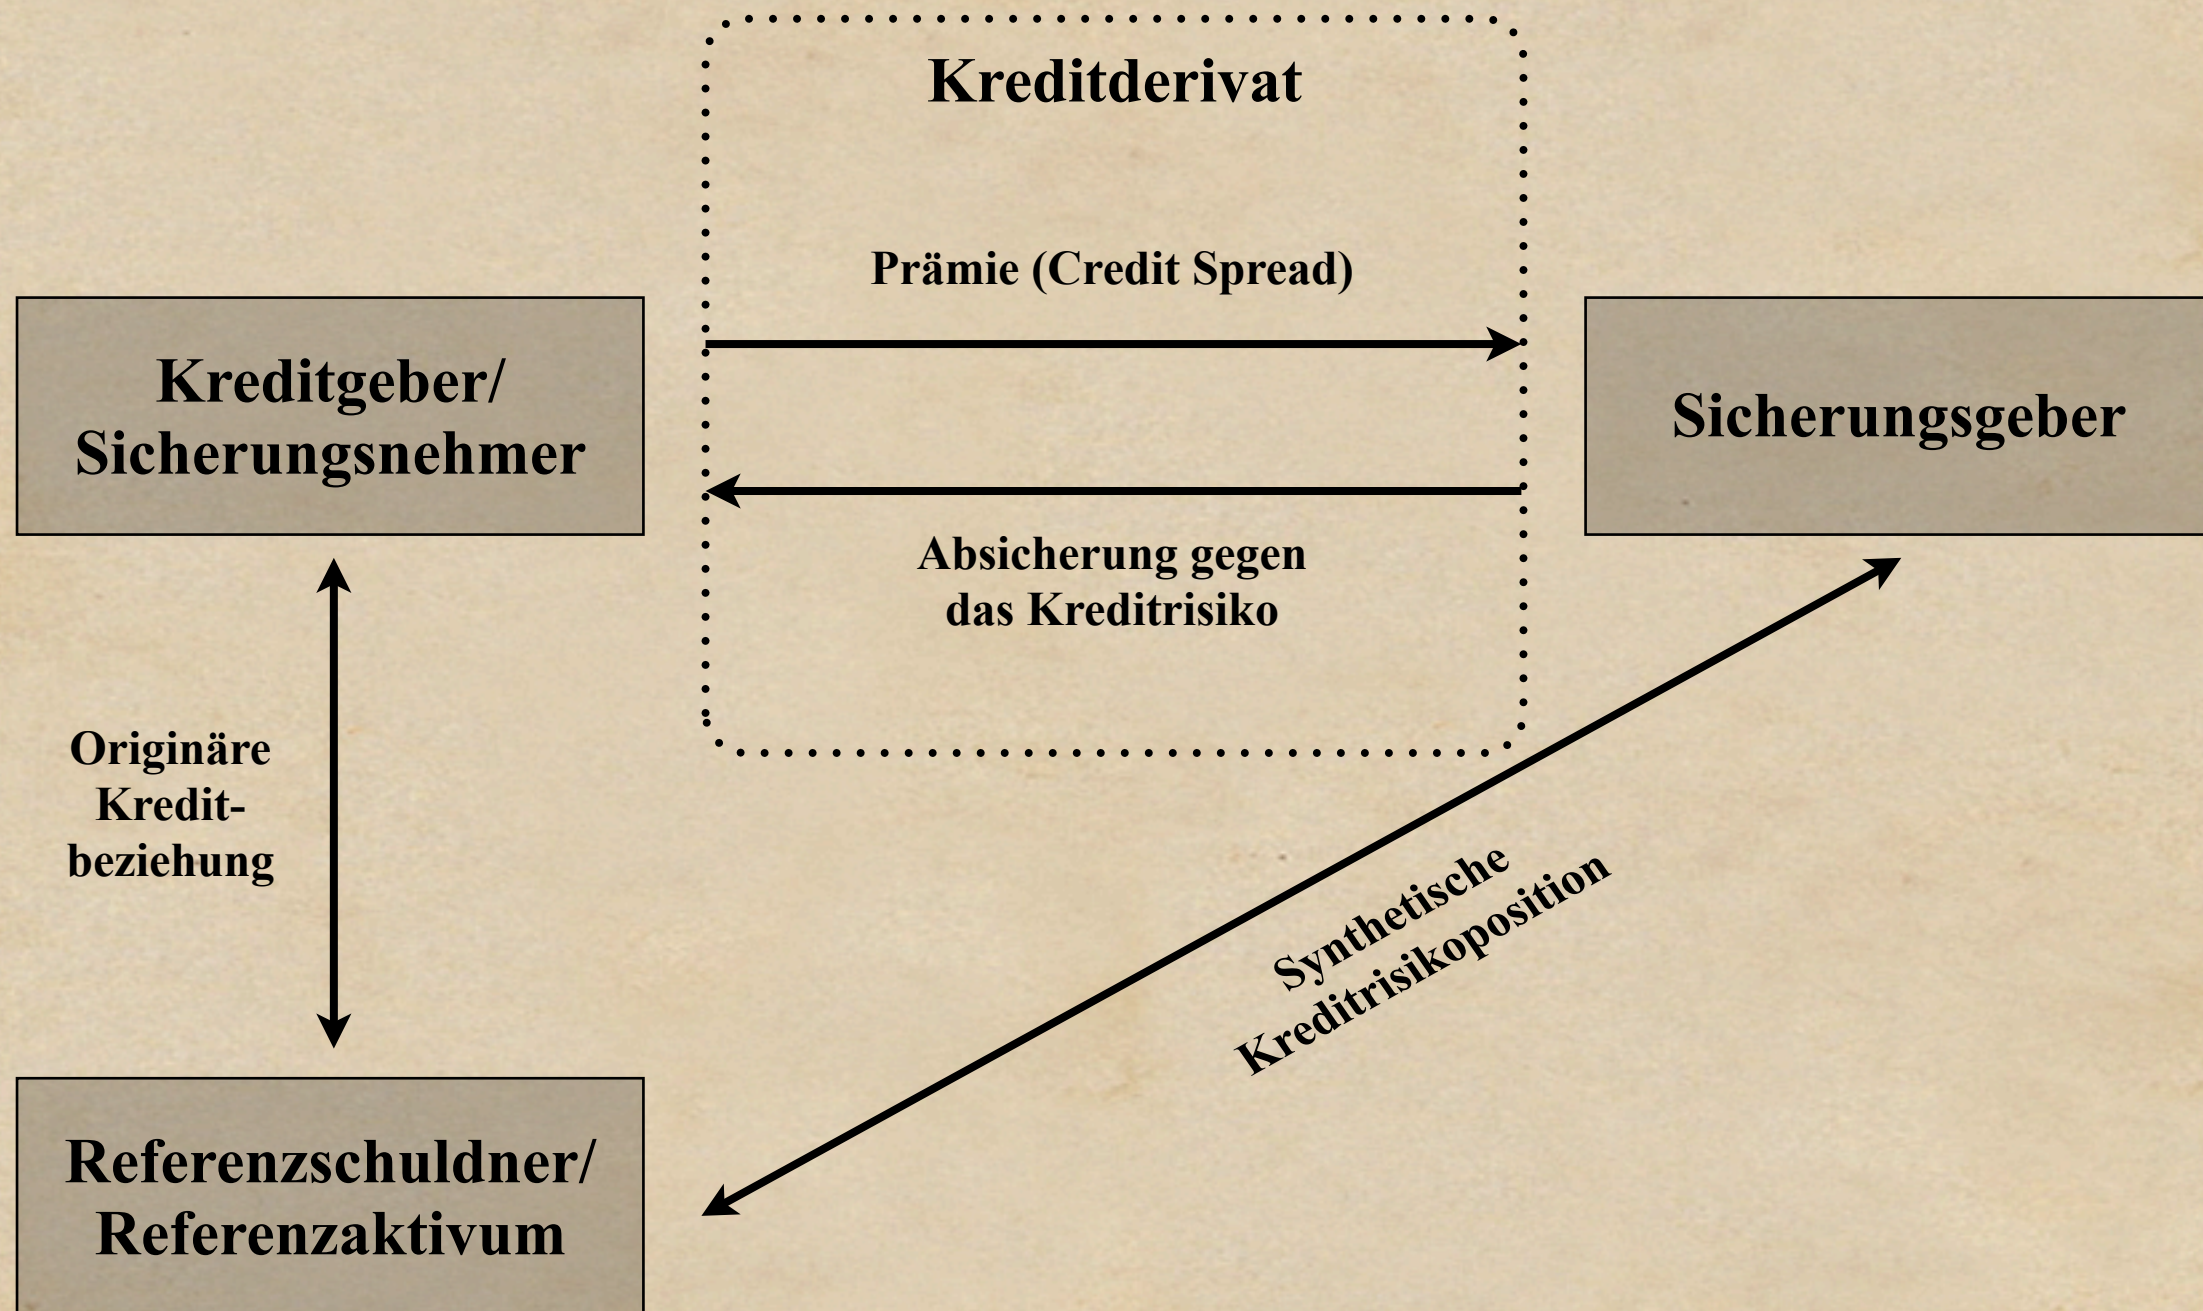 Kreditderivat
Prämie (Credit Spread)
Kreditgeber/
Sicherungsnehmer
Sicherungsgeber
Absicherung gegen
das Kreditrisiko
Originäre
Kredit-
beziehung
Synthetische
Kreditrisikoposition
Referenzschuldner/
Referenzaktivum